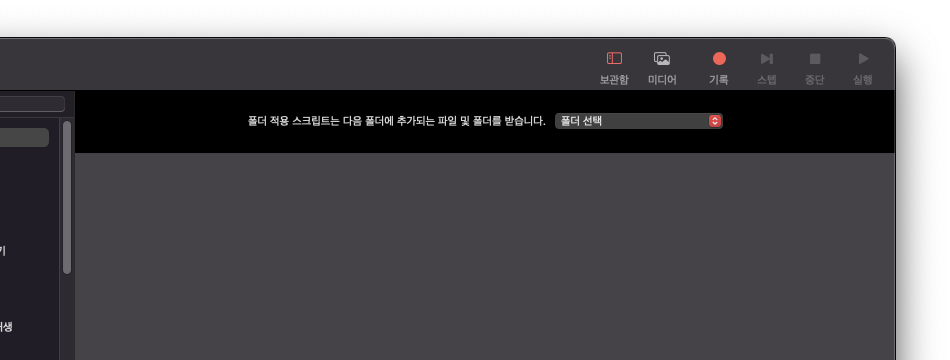 보관함 미디어 기록 스텝 중단 실행
폴더 적용 스크립트는 다음 폴더에 추가되는 파일 및 폴더를 받습니다. 폴더 선택
기
생